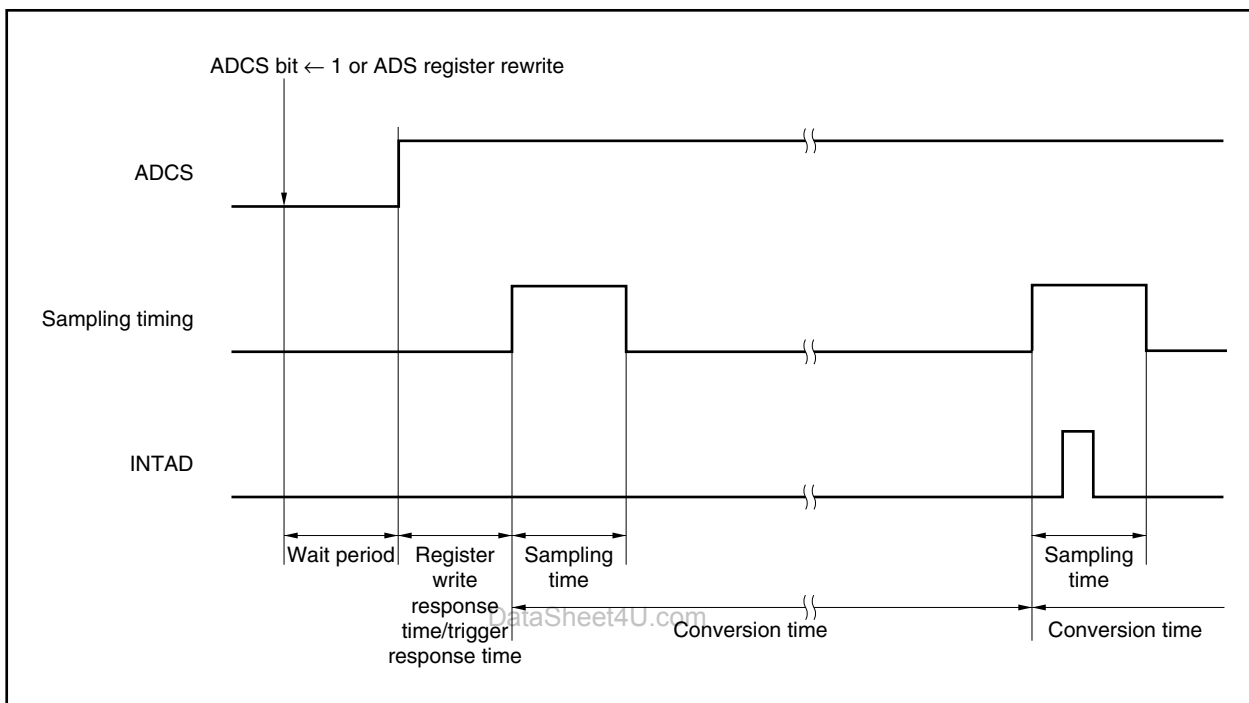 ADCS bit ← 1 or ADS register rewrite
ADCS
Sampling timing
INTAD
Wait period
Register
write
response
time/trigger
response time
Sampling
time
Sampling
time
DataSheet4U.com
Conversion time
Conversion time